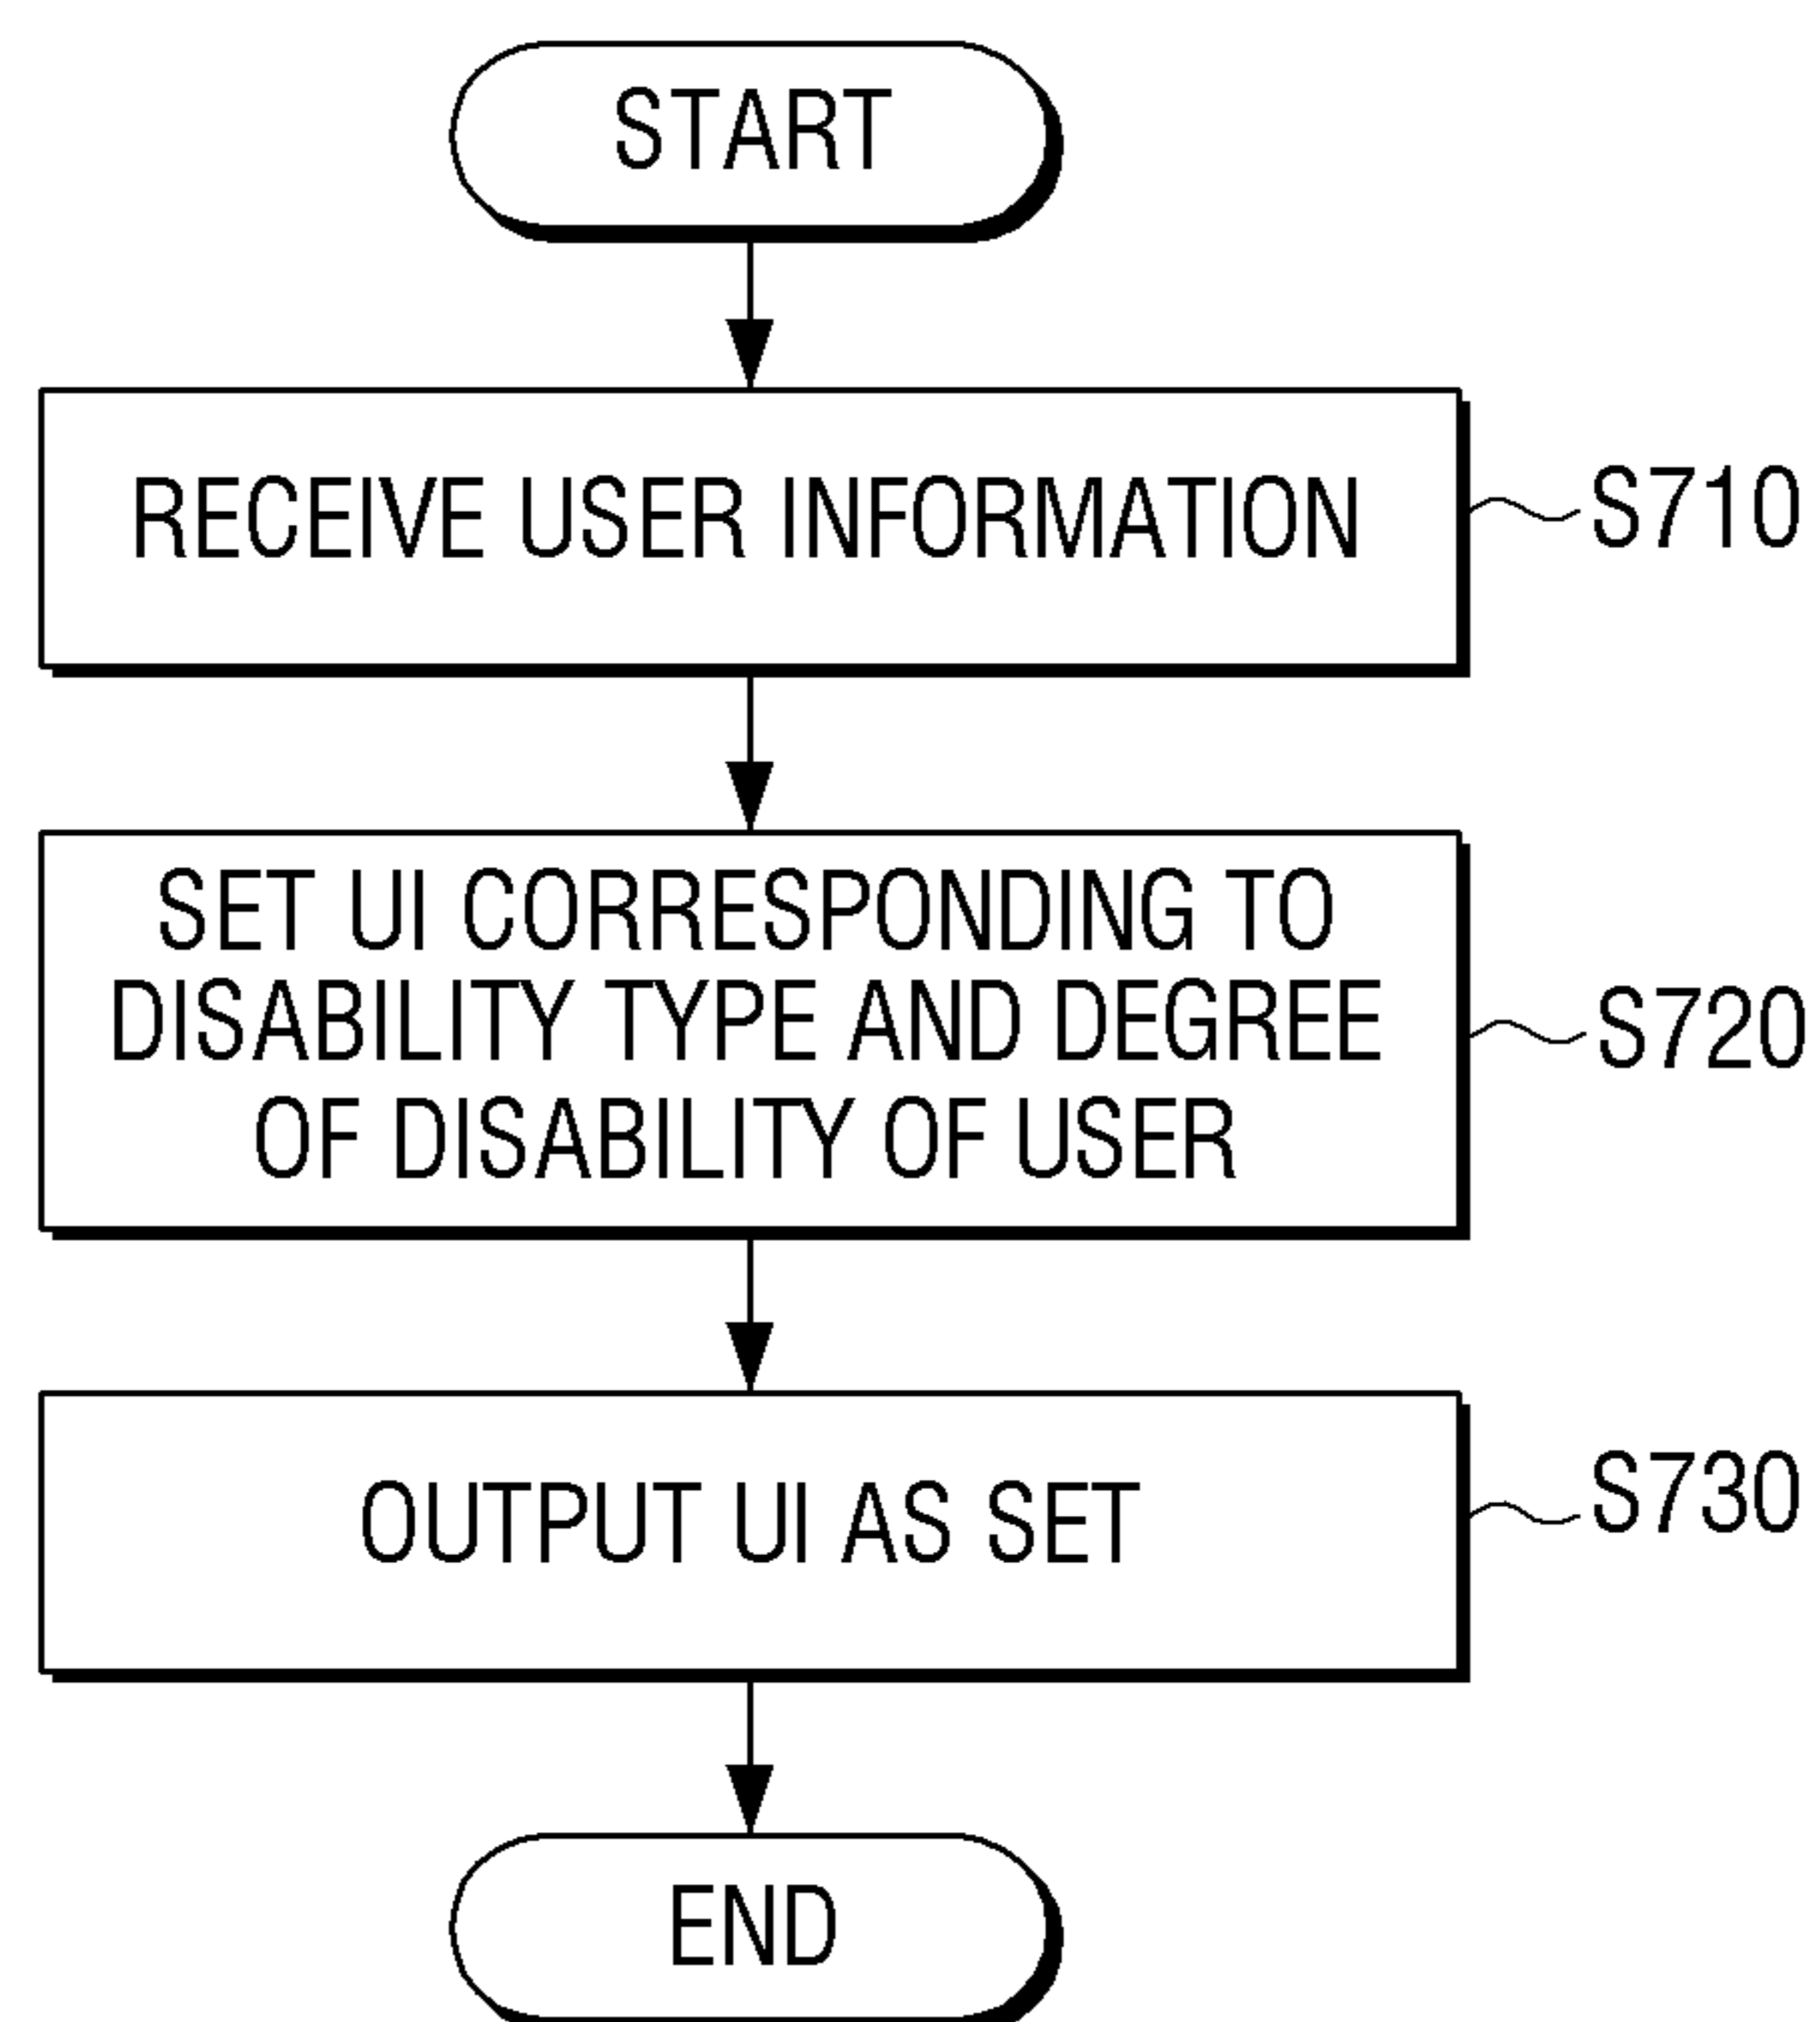 START
RECEIVE USER INFORMATION
S710
SET UI CORRESPONDING TO
DISABILITY TYPE AND DEGREE
OF DISABILITY OF USER
S720
OUTPUT UI AS SET
S730
END